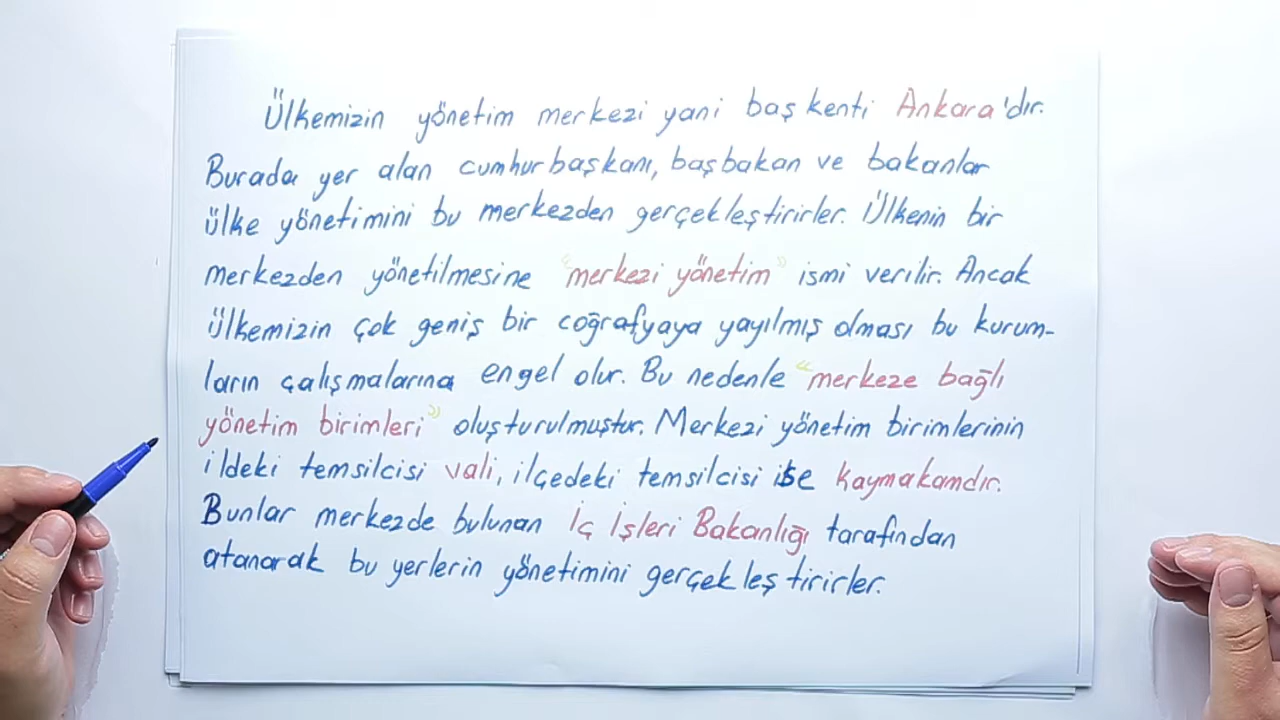 Ülkemizin yönetim merkezi yani başkenti Ankara'dır.
Burada yer alan cumhurbaşkanı, başbakan ve bakanlar
ülke yönetimini bu merkezden gerçekleştirirler. Ülkenin bir
merkezden yönetilmesine "merkezi yönetim" ismi verilir. Ancak
ülkemizin çok geniş bir coğrafyaya yayılmış olması bu kurum-
ların çalışmalarına engel olur. Bu nedenle "merkeze bağlı
yönetim birimleri" oluşturulmuştur. Merkezi yönetim birimlerinin
ildeki temsilcisi vali, ilçedeki temsilcisi ise kaymakamdır.
Bunlar merkezde bulunan İç İşleri Bakanlığı tarafından
atanarak bu yerlerin yönetimini gerçekleştirirler.